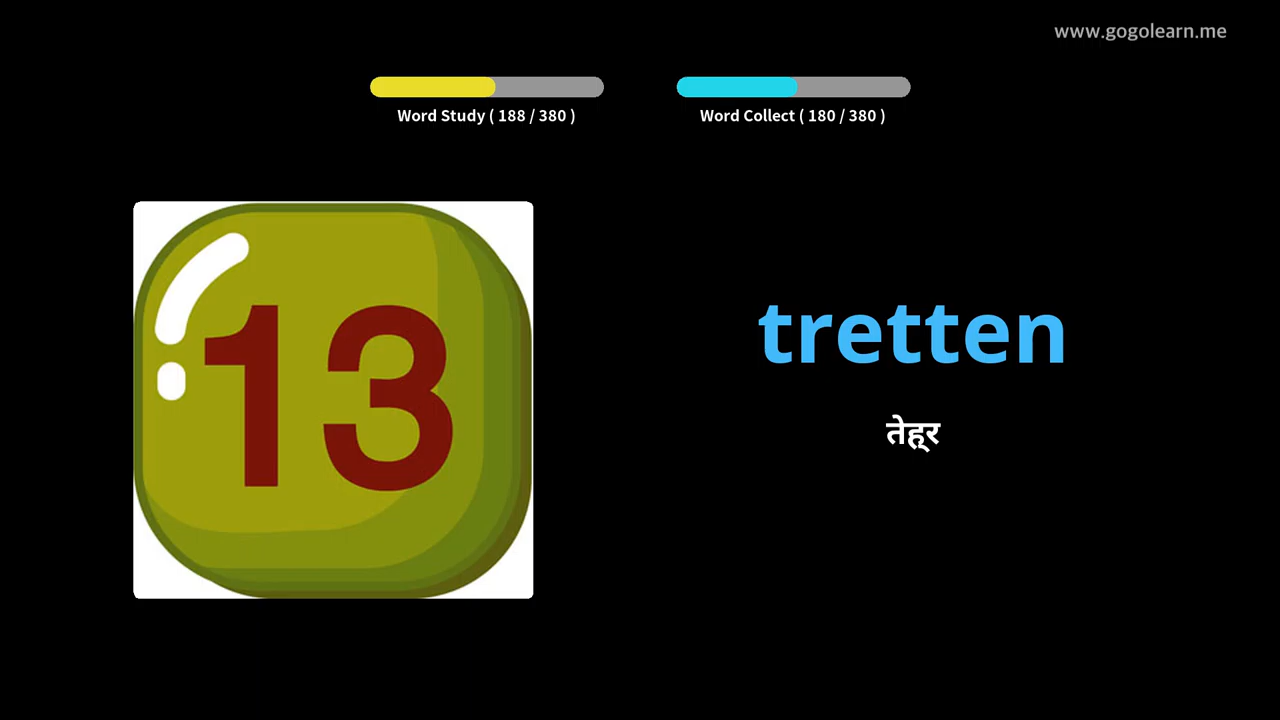 www.gogolearn.me
Word Study ( 188 / 380 )
Word Collect ( 180 / 380 )
13
tretten
तेह्र